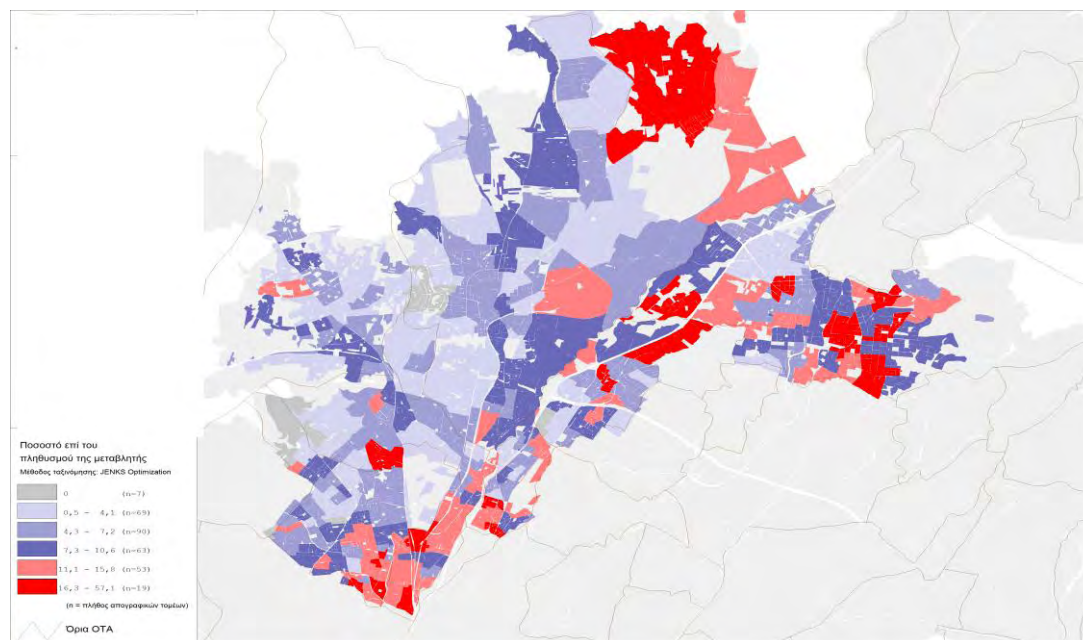 Ποσοστό επί του
πληθυσμού της μεταβλητής
Μέθοδος ταξινόμησης: JENKS Optimization
0 (n=7)
0,5 - 4,1 (n=69)
4,3 - 7,2 (n=90)
7,3 - 10,6 (n=63)
11,1 - 15,8 (n=53)
16,3 - 57,1 (n=19)
(n = πλήθος απογραφικών τομέων)
Όρια ΟΤΑ